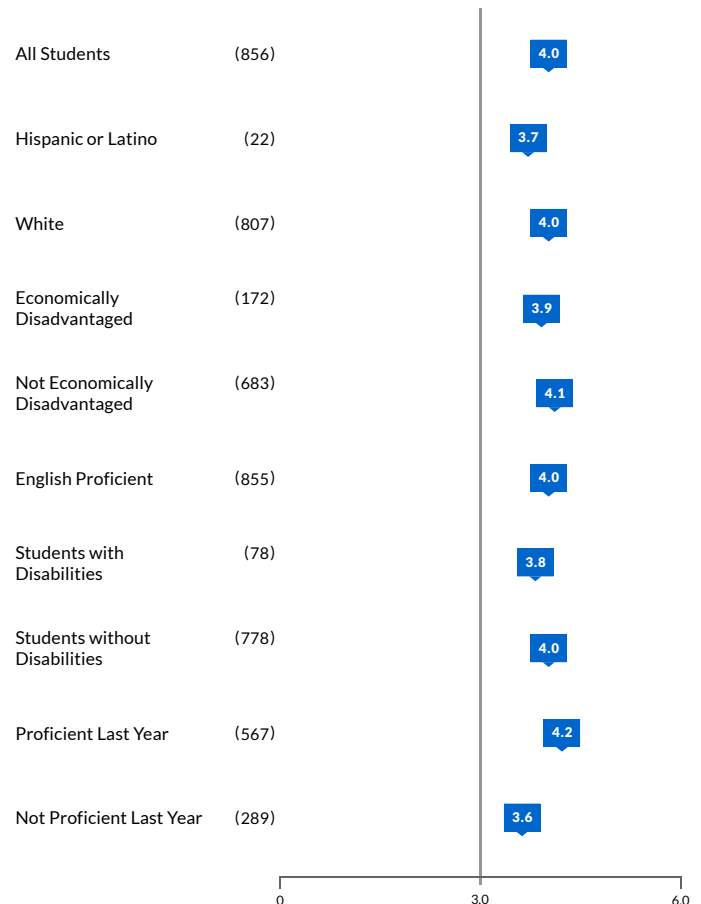 All Students (856) 4.0
Hispanic or Latino (22) 3.7
White (807) 4.0
Economically (172)
Disadvantaged 3.9
Not Economically (683)
Disadvantaged 4.1
English Proficient (855) 4.0
Students with (78)
Disabilities 3.8
Students without (778)
Disabilities 4.0
Proficient Last Year (567) 4.2
Not Proficient Last Year (289) 3.6
0 3.0 6.0